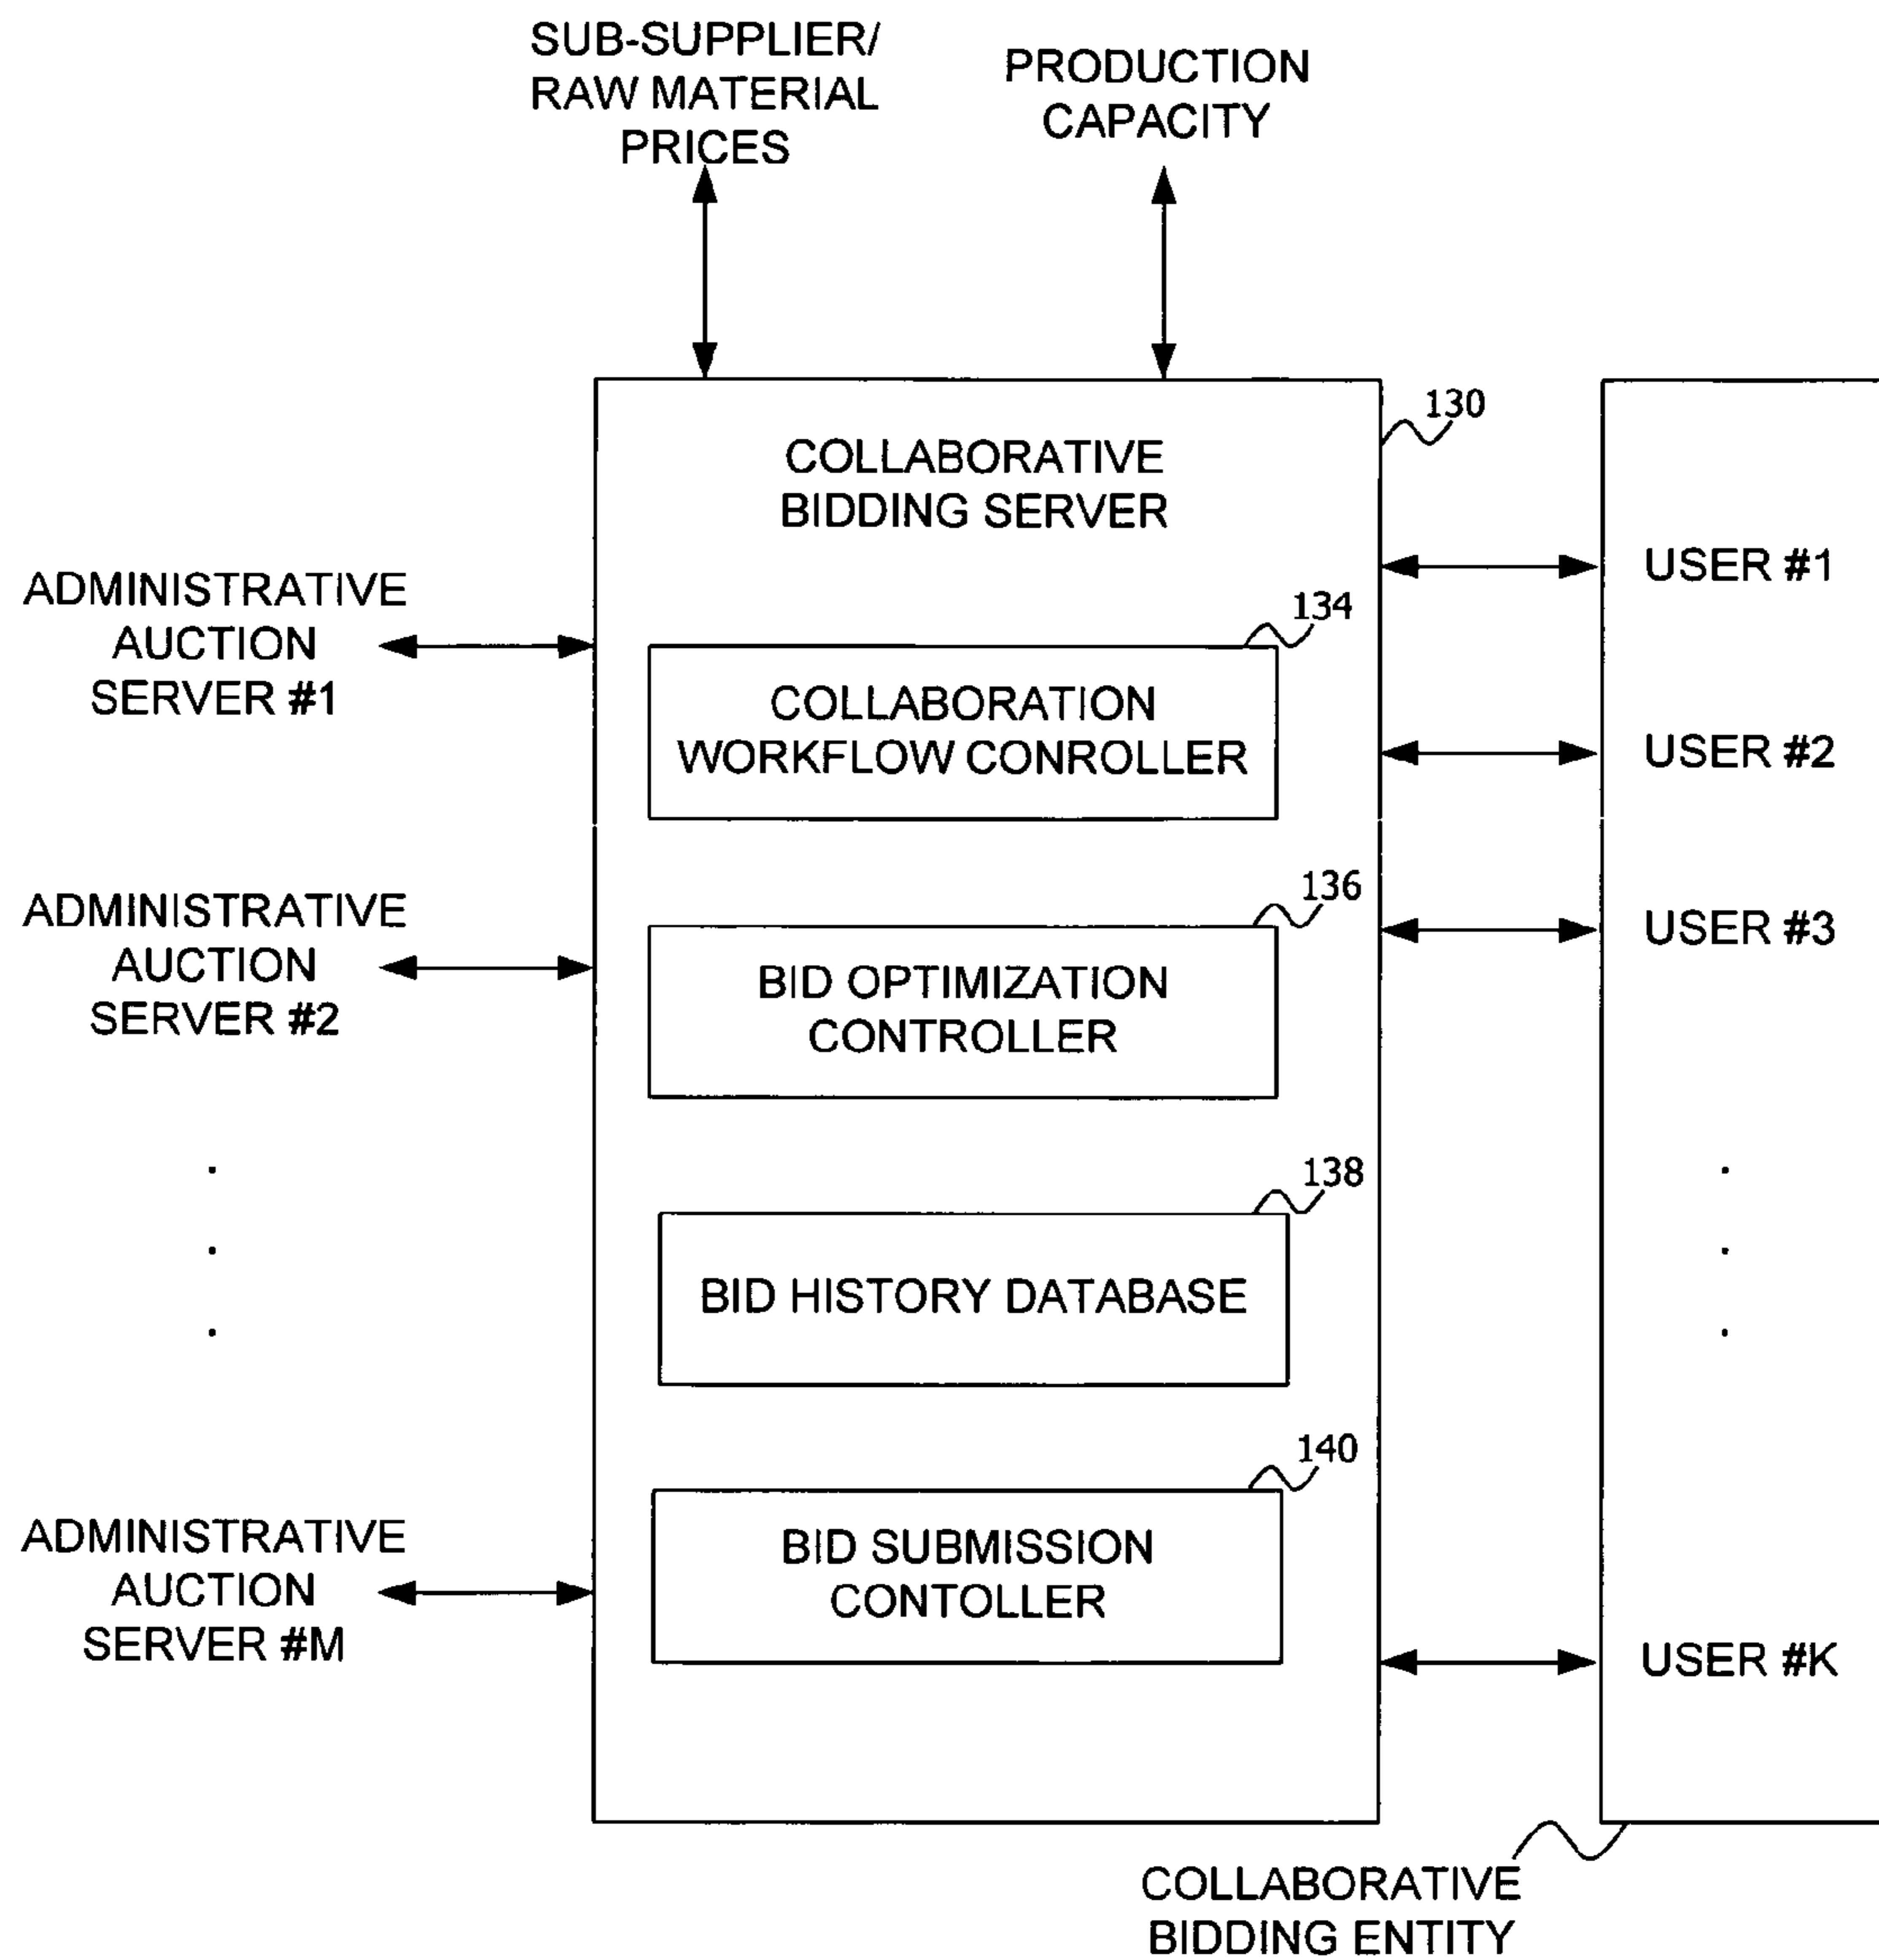 SUB-SUPPLIER/
RAW MATERIAL
PRICES
PRODUCTION
CAPACITY
130
COLLABORATIVE
BIDDING SERVER
ADMINISTRATIVE
AUCTION
SERVER #1
134
COLLABORATION
WORKFLOW CONROLLER
USER #1
USER #2
ADMINISTRATIVE
AUCTION
SERVER #2
136
BID OPTIMIZATION
CONTROLLER
USER #3
.
.
.
138
BID HISTORY DATABASE
.
.
.
ADMINISTRATIVE
AUCTION
SERVER #M
140
BID SUBMISSION
CONTOLLER
USER #K
COLLABORATIVE
BIDDING ENTITY